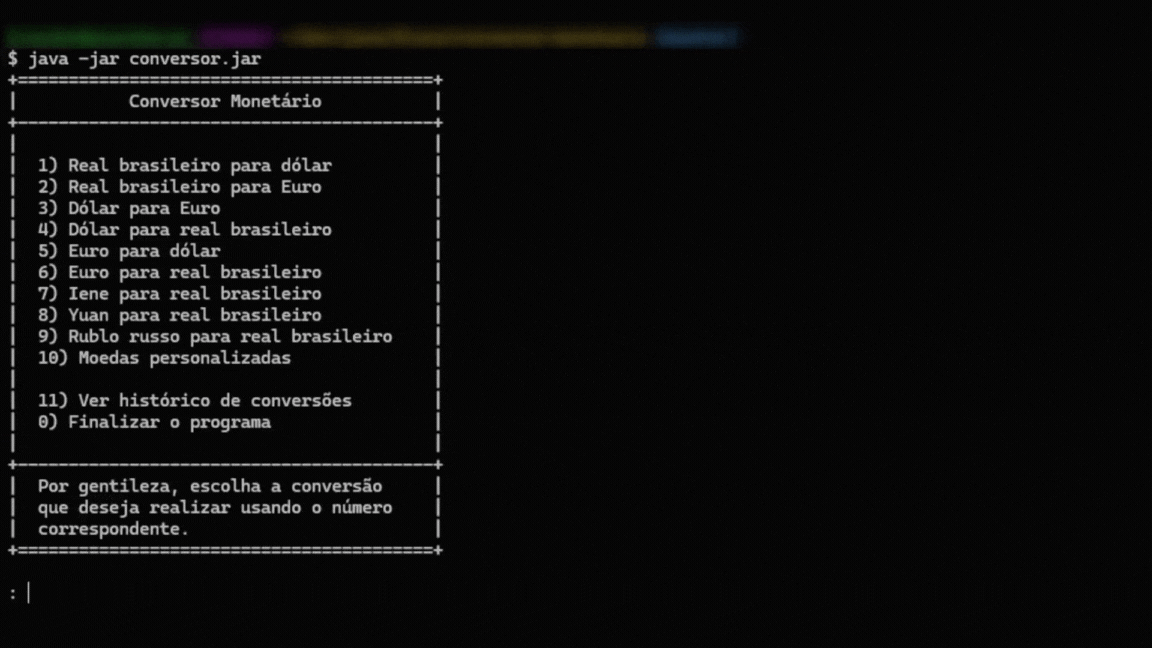 $ java -jar conversor.jar
Conversor Monetário
1) Real brasileiro para dólar
2) Real brasileiro para Euro
3) Dólar para Euro
4) Dólar para real brasileiro
5) Euro para dólar
6) Euro para real brasileiro
7) Iene para real brasileiro
8) Yuan para real brasileiro
9) Rublo russo para real brasileiro
10) Moedas personalizadas
11) Ver histórico de conversões
0) Finalizar o programa
Por gentileza, escolha a conversão
que deseja realizar usando o número
correspondente.
: